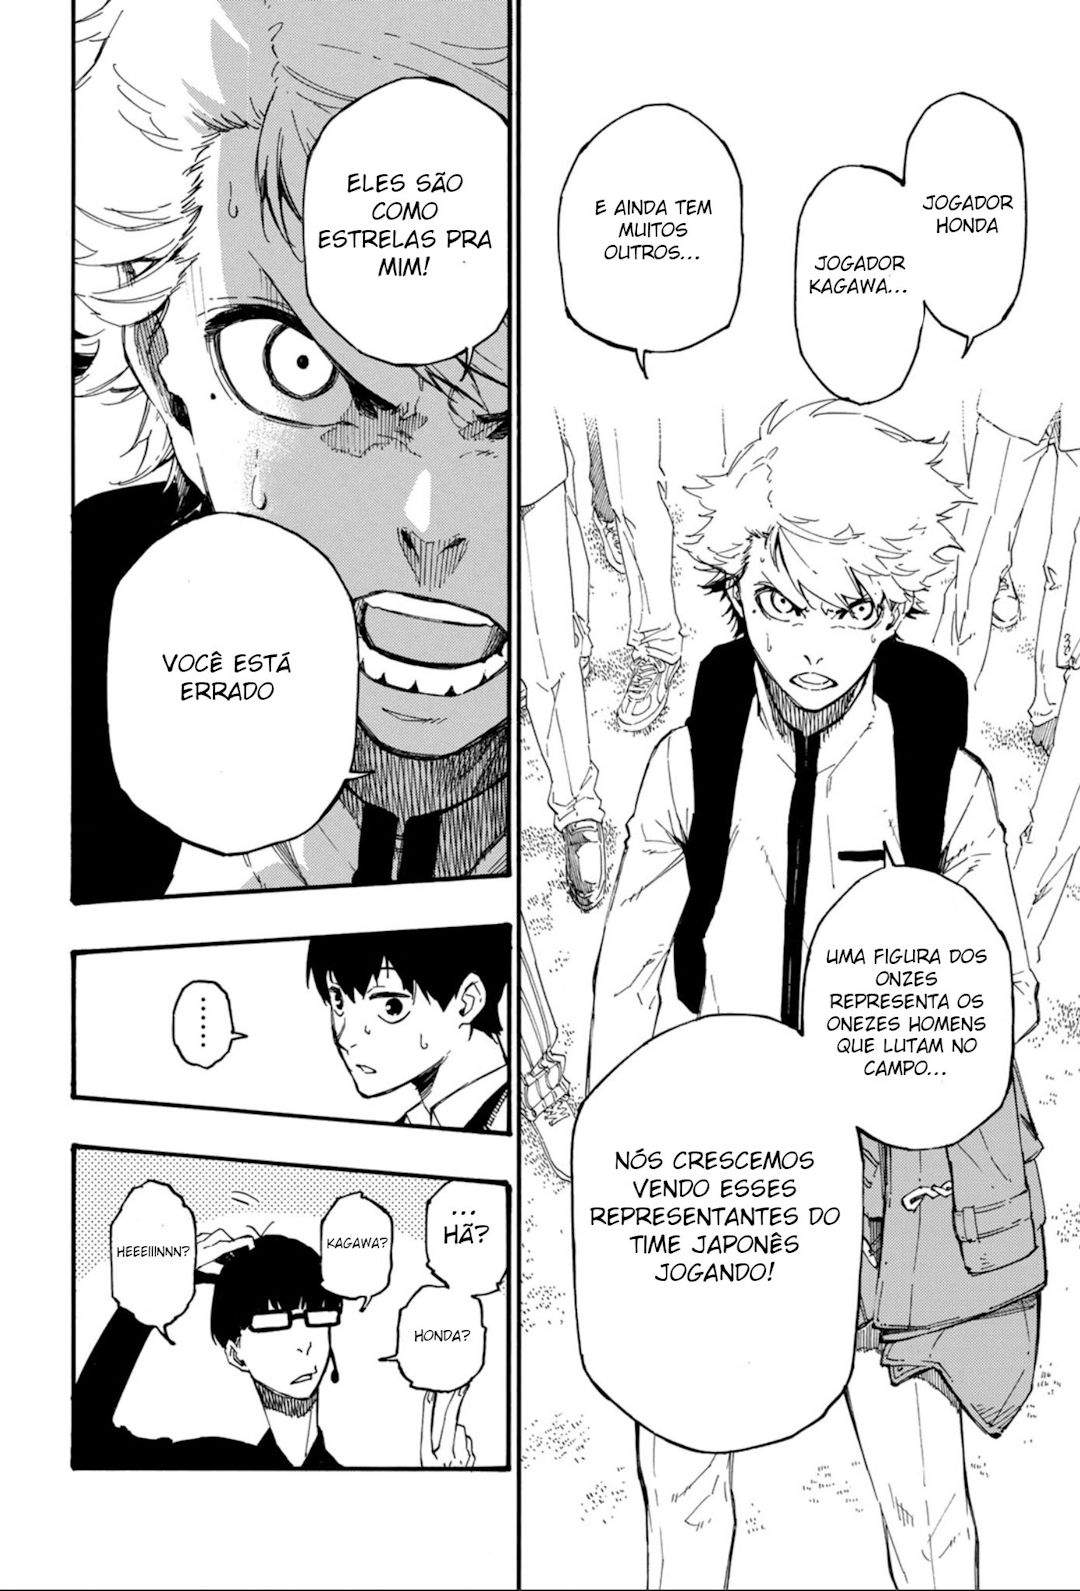 JOGADOR
HONDA
JOGADOR
KAGAWA...
E AINDA TEM
MUITOS
OUTROS...
UMA FIGURA DOS
ONZES
REPRESENTA OS
ONEZES HOMENS
QUE LUTAM NO
CAMPO...
NÓS CRESCEMOS
VENDO ESSES
REPRESENTANTES DO
TIME JAPONÊS
JOGANDO!
ELES SÃO
COMO
ESTRELAS PRA
MIM!
VOCÊ ESTÁ
ERRADO
......
...
HÃ?
HONDA?
KAGAWA?
HEEEIIINNN?